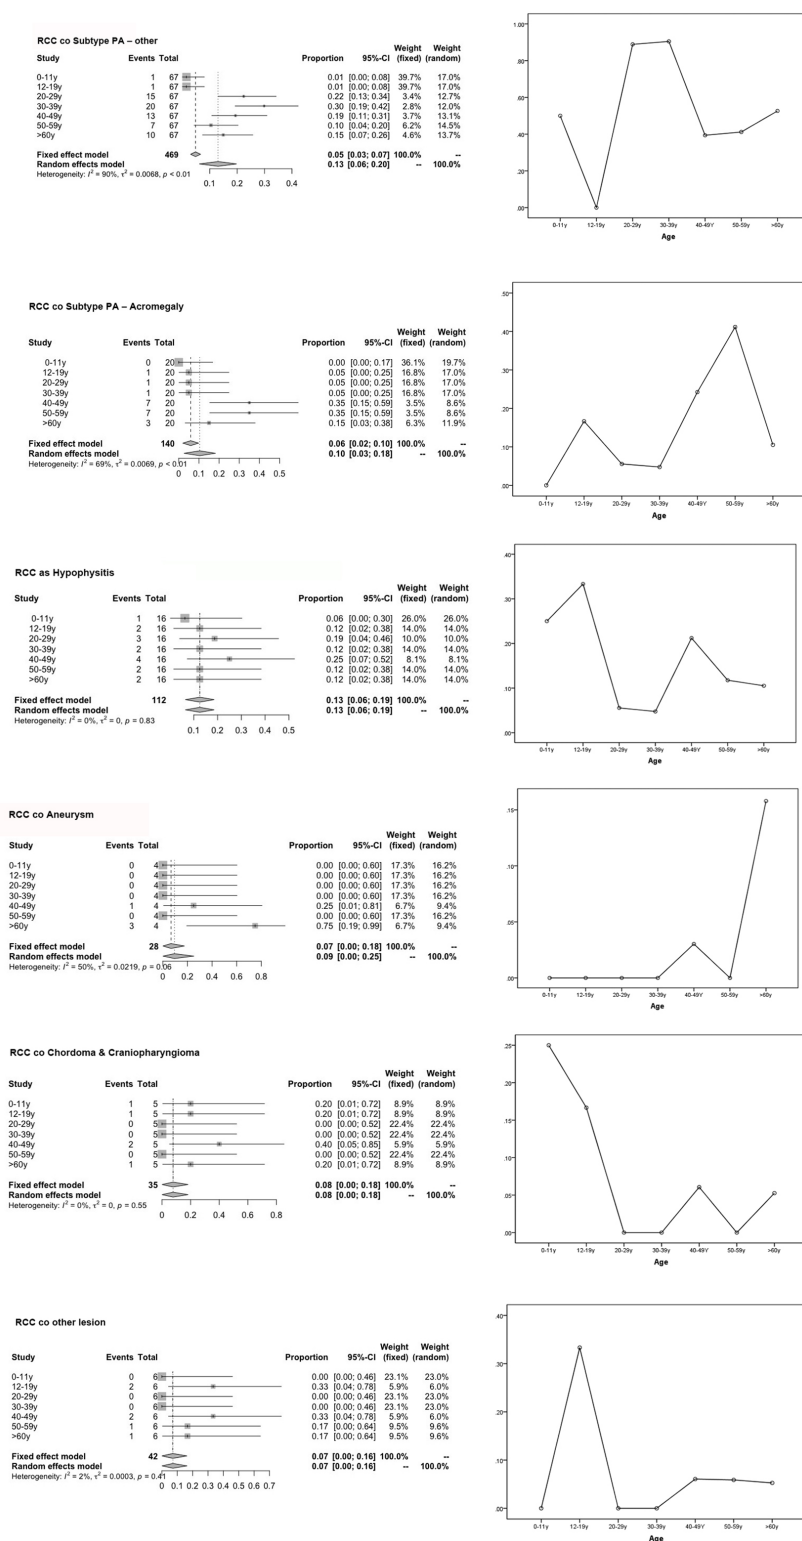 RCC co Subtype PA – other
Study Events Total Proportion 95%-CI Weight (fixed) Weight (random)
0-11y 1 67 0.01 [0.00; 0.08] 39.7% 17.0%
12-19y 1 67 0.01 [0.00; 0.08] 39.7% 17.0%
20-29y 15 67 0.22 [0.13; 0.34] 3.4% 12.7%
30-39y 20 67 0.30 [0.19; 0.42] 2.8% 12.0%
40-49y 13 67 0.19 [0.11; 0.31] 3.7% 13.1%
50-59y 7 67 0.10 [0.04; 0.20] 6.2% 14.5%
>60y 10 67 0.15 [0.07; 0.26] 4.6% 13.7%
Fixed effect model 469 0.05 [0.03; 0.07] 100.0% --
Random effects model 0.13 [0.06; 0.20] -- 100.0%
Heterogeneity: I² = 90%, τ² = 0.0068, p < 0.01
0.1 0.2 0.3 0.4
1.00
.80
.60
.40
.20
.00
0-11y 12-19y 20-29y 30-39y 40-49Y 50-59y >60y
Age
RCC co Subtype PA – Acromegaly
Study Events Total Proportion 95%-CI Weight (fixed) Weight (random)
0-11y 0 20 0.00 [0.00; 0.17] 36.1% 19.7%
12-19y 1 20 0.05 [0.00; 0.25] 16.8% 17.0%
20-29y 1 20 0.05 [0.00; 0.25] 16.8% 17.0%
30-39y 1 20 0.05 [0.00; 0.25] 16.8% 17.0%
40-49y 7 20 0.35 [0.15; 0.59] 3.5% 8.6%
50-59y 7 20 0.35 [0.15; 0.59] 3.5% 8.6%
>60y 3 20 0.15 [0.03; 0.38] 6.3% 11.9%
Fixed effect model 140 0.06 [0.02; 0.10] 100.0% --
Random effects model 0.10 [0.03; 0.18] -- 100.0%
Heterogeneity: I² = 69%, τ² = 0.0069, p < 0.01
0 0.1 0.2 0.3 0.4 0.5
.50
.40
.30
.20
.10
.00
0-11y 12-19y 20-29y 30-39y 40-49Y 50-59y >60y
Age
RCC as Hypophysitis
Study Events Total Proportion 95%-CI Weight (fixed) Weight (random)
0-11y 1 16 0.06 [0.00; 0.30] 26.0% 26.0%
12-19y 2 16 0.12 [0.02; 0.38] 14.0% 14.0%
20-29y 3 16 0.19 [0.04; 0.46] 10.0% 10.0%
30-39y 2 16 0.12 [0.02; 0.38] 14.0% 14.0%
40-49y 4 16 0.25 [0.07; 0.52] 8.1% 8.1%
50-59y 2 16 0.12 [0.02; 0.38] 14.0% 14.0%
>60y 2 16 0.12 [0.02; 0.38] 14.0% 14.0%
Fixed effect model 112 0.13 [0.06; 0.19] 100.0% --
Random effects model 0.13 [0.06; 0.19] -- 100.0%
Heterogeneity: I² = 0%, τ² = 0, p = 0.83
0.1 0.2 0.3 0.4 0.5
.40
.30
.20
.10
.00
0-11y 12-19y 20-29y 30-39y 40-49Y 50-59y >60y
Age
RCC co Aneurysm
Study Events Total Proportion 95%-CI Weight (fixed) Weight (random)
0-11y 0 4 0.00 [0.00; 0.60] 17.3% 16.2%
12-19y 0 4 0.00 [0.00; 0.60] 17.3% 16.2%
20-29y 0 4 0.00 [0.00; 0.60] 17.3% 16.2%
30-39y 0 4 0.00 [0.00; 0.60] 17.3% 16.2%
40-49y 1 4 0.25 [0.01; 0.81] 6.7% 9.4%
50-59y 0 4 0.00 [0.00; 0.60] 17.3% 16.2%
>60y 3 4 0.75 [0.19; 0.99] 6.7% 9.4%
Fixed effect model 28 0.07 [0.00; 0.18] 100.0% --
Random effects model 0.09 [0.00; 0.25] -- 100.0%
Heterogeneity: I² = 50%, τ² = 0.0219, p = 0.06
0 0.2 0.4 0.6 0.8
.15
.10
.05
.00
0-11y 12-19y 20-29y 30-39y 40-49Y 50-59y >60y
Age
RCC co Chordoma & Craniopharyngioma
Study Events Total Proportion 95%-CI Weight (fixed) Weight (random)
0-11y 1 5 0.20 [0.01; 0.72] 8.9% 8.9%
12-19y 1 5 0.20 [0.01; 0.72] 8.9% 8.9%
20-29y 0 5 0.00 [0.00; 0.52] 22.4% 22.4%
30-39y 0 5 0.00 [0.00; 0.52] 22.4% 22.4%
40-49y 2 5 0.40 [0.05; 0.85] 5.9% 5.9%
50-59y 0 5 0.00 [0.00; 0.52] 22.4% 22.4%
>60y 1 5 0.20 [0.01; 0.72] 8.9% 8.9%
Fixed effect model 35 0.08 [0.00; 0.18] 100.0% --
Random effects model 0.08 [0.00; 0.18] -- 100.0%
Heterogeneity: I² = 0%, τ² = 0, p = 0.55
0 0.2 0.4 0.6 0.8
.25
.20
.15
.10
.05
.00
0-11y 12-19y 20-29y 30-39y 40-49Y 50-59y >60y
Age
RCC co other lesion
Study Events Total Proportion 95%-CI Weight (fixed) Weight (random)
0-11y 0 6 0.00 [0.00; 0.46] 23.1% 23.0%
12-19y 2 6 0.33 [0.04; 0.78] 5.9% 6.0%
20-29y 0 6 0.00 [0.00; 0.46] 23.1% 23.0%
30-39y 0 6 0.00 [0.00; 0.46] 23.1% 23.0%
40-49y 2 6 0.33 [0.04; 0.78] 5.9% 6.0%
50-59y 1 6 0.17 [0.00; 0.64] 9.5% 9.6%
>60y 1 6 0.17 [0.00; 0.64] 9.5% 9.6%
Fixed effect model 42 0.07 [0.00; 0.16] 100.0% --
Random effects model 0.07 [0.00; 0.16] -- 100.0%
Heterogeneity: I² = 2%, τ² = 0.0003, p = 0.41
0 0.1 0.2 0.3 0.4 0.5 0.6 0.7
.40
.30
.20
.10
.00
0-11y 12-19y 20-29y 30-39y 40-49Y 50-59y >60y
Age